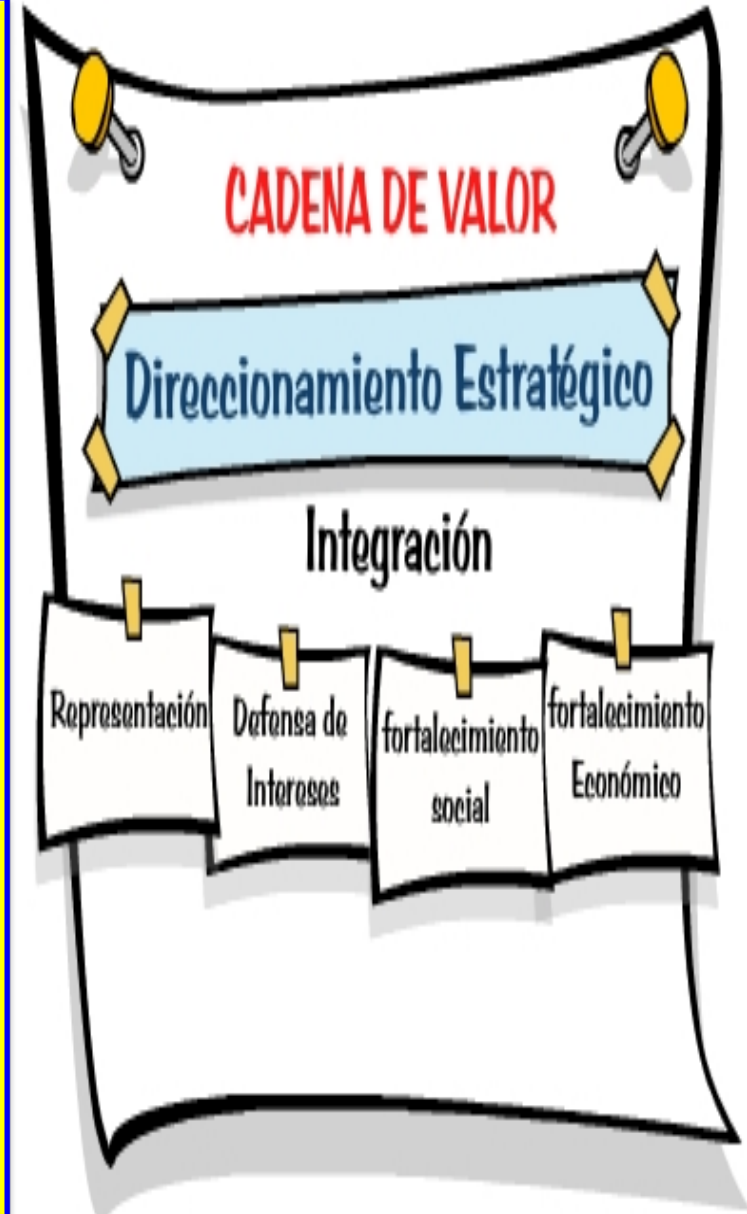 CADENA DE VALOR
Direccionamiento Estratégico
Integración
Representación
Defensa de
Intereses
fortalecimiento
social
fortalecimiento
Económico